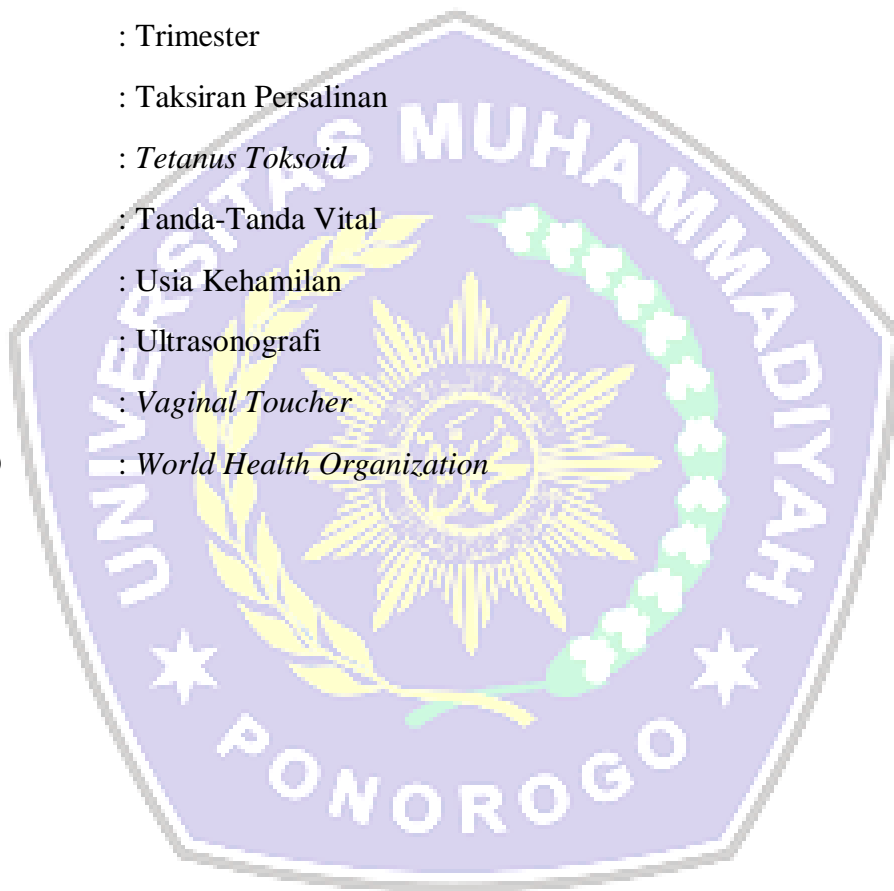 : Trimester
: Taksiran Persalinan
: Tetanus Toksoid
: Tanda-Tanda Vital
: Usia Kehamilan
: Ultrasonografi
: Vaginal Toucher
: World Health Organization
UNIVERSITAS MUHAMMADIYAH
PONOROGO